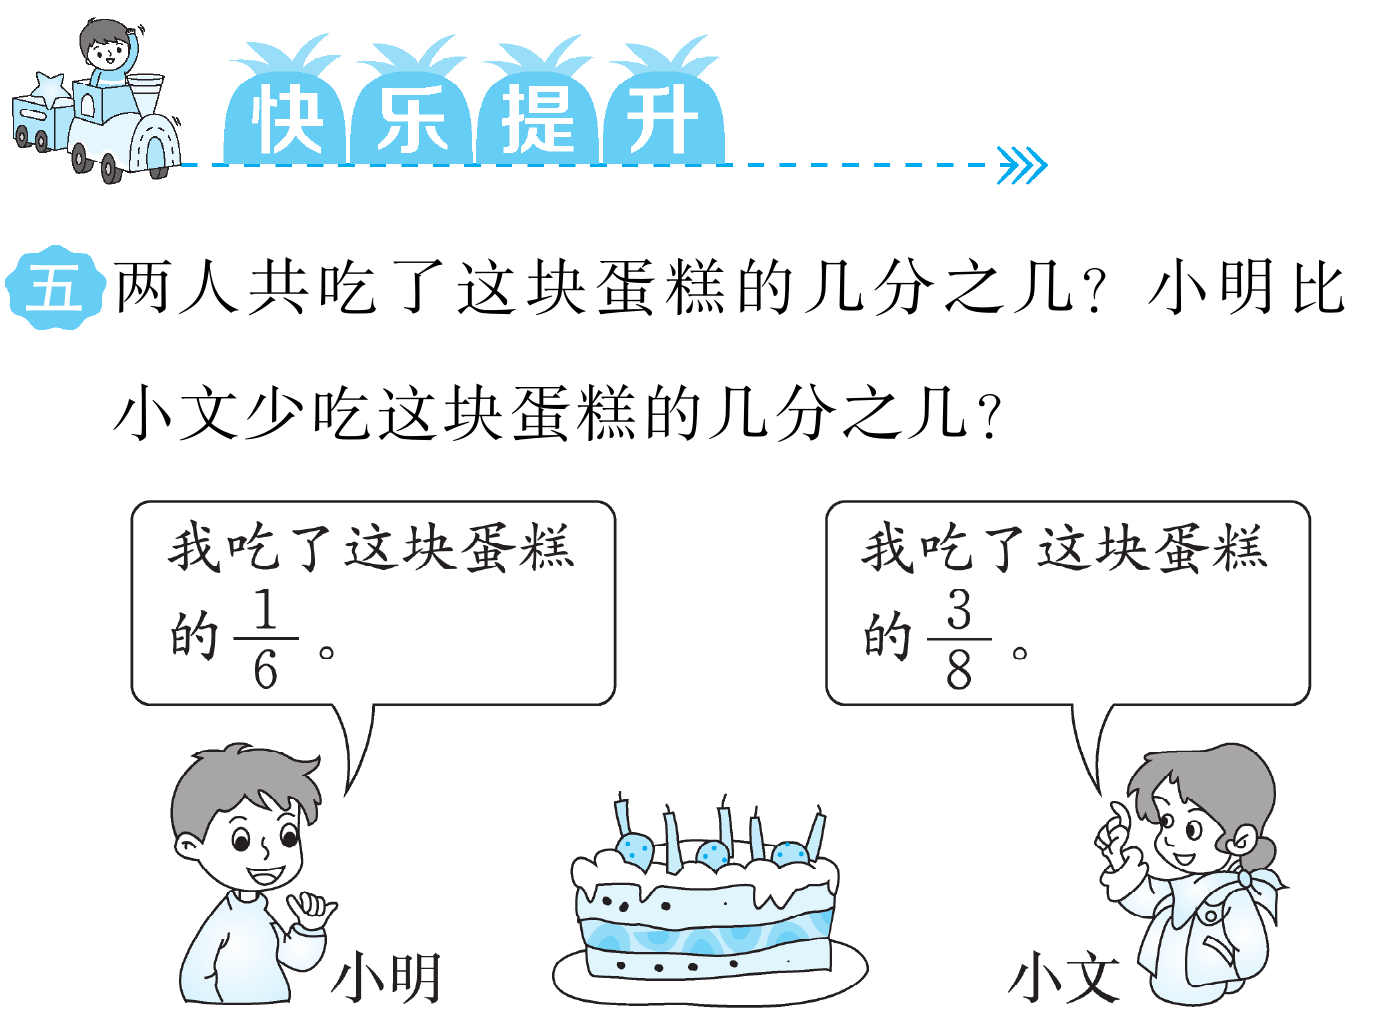 快乐提升
五 两人共吃了这块蛋糕的几分之几？小明比
小文少吃这块蛋糕的几分之几？
我吃了这块蛋糕
的 1/6 。
我吃了这块蛋糕
的 3/8 。
小明
小文